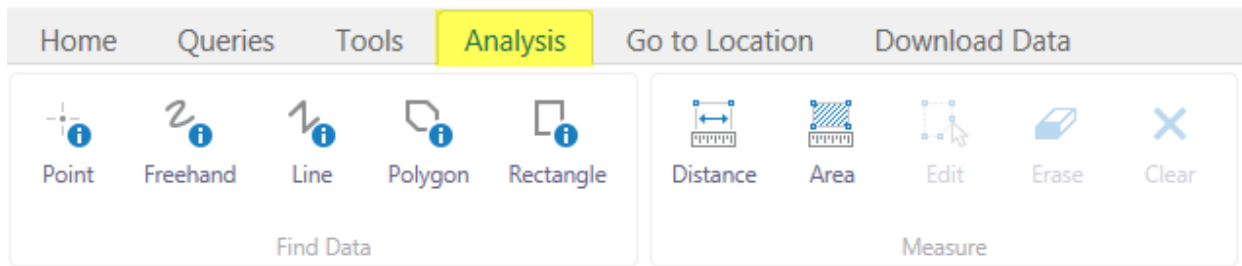 Home Queries Tools Analysis Go to Location Download Data
Point Freehand Line Polygon Rectangle Distance Area Edit Erase Clear
Find Data Measure